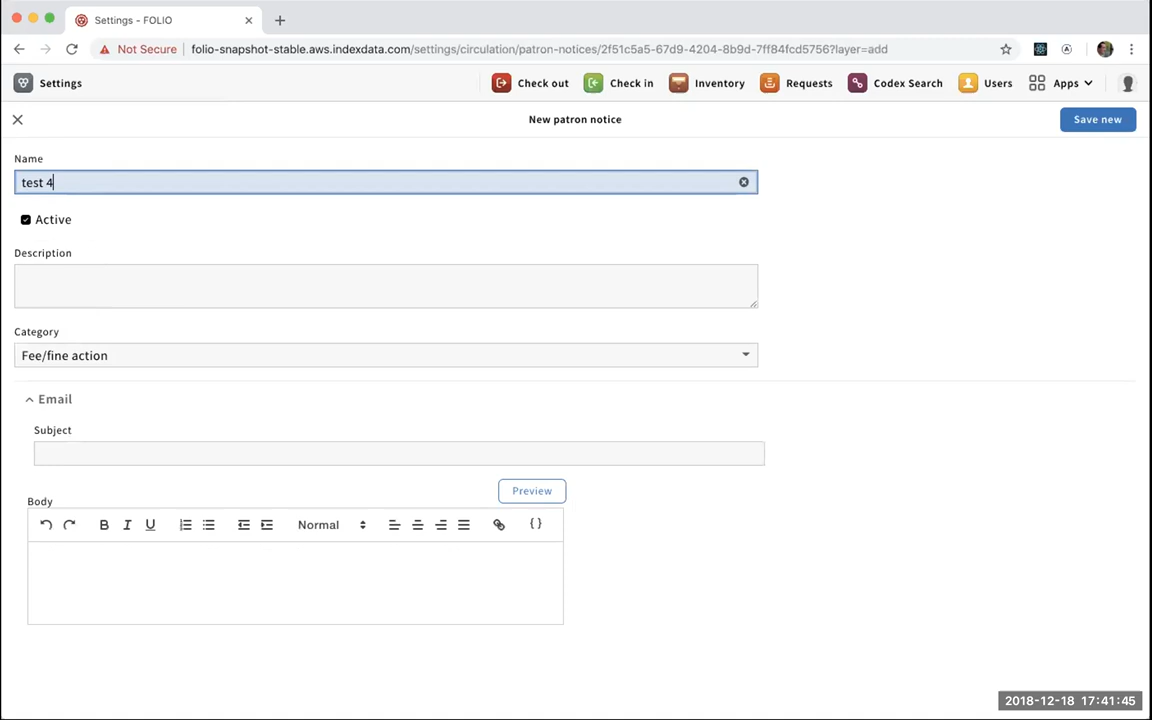 Settings - FOLIO
Not Secure folio-snapshot-stable.aws.indexdata.com/settings/circulation/patron-notices/2f51c5a5-67d9-4204-8b9d-7ff84fcd5756?layer=add
Settings Check out Check in Inventory Requests Codex Search Users Apps
New patron notice Save new
Name
test 4
Active
Description
Category
Fee/fine action
Email
Subject
Preview
Body
B I U Normal { }
2018-12-18 17:41:45